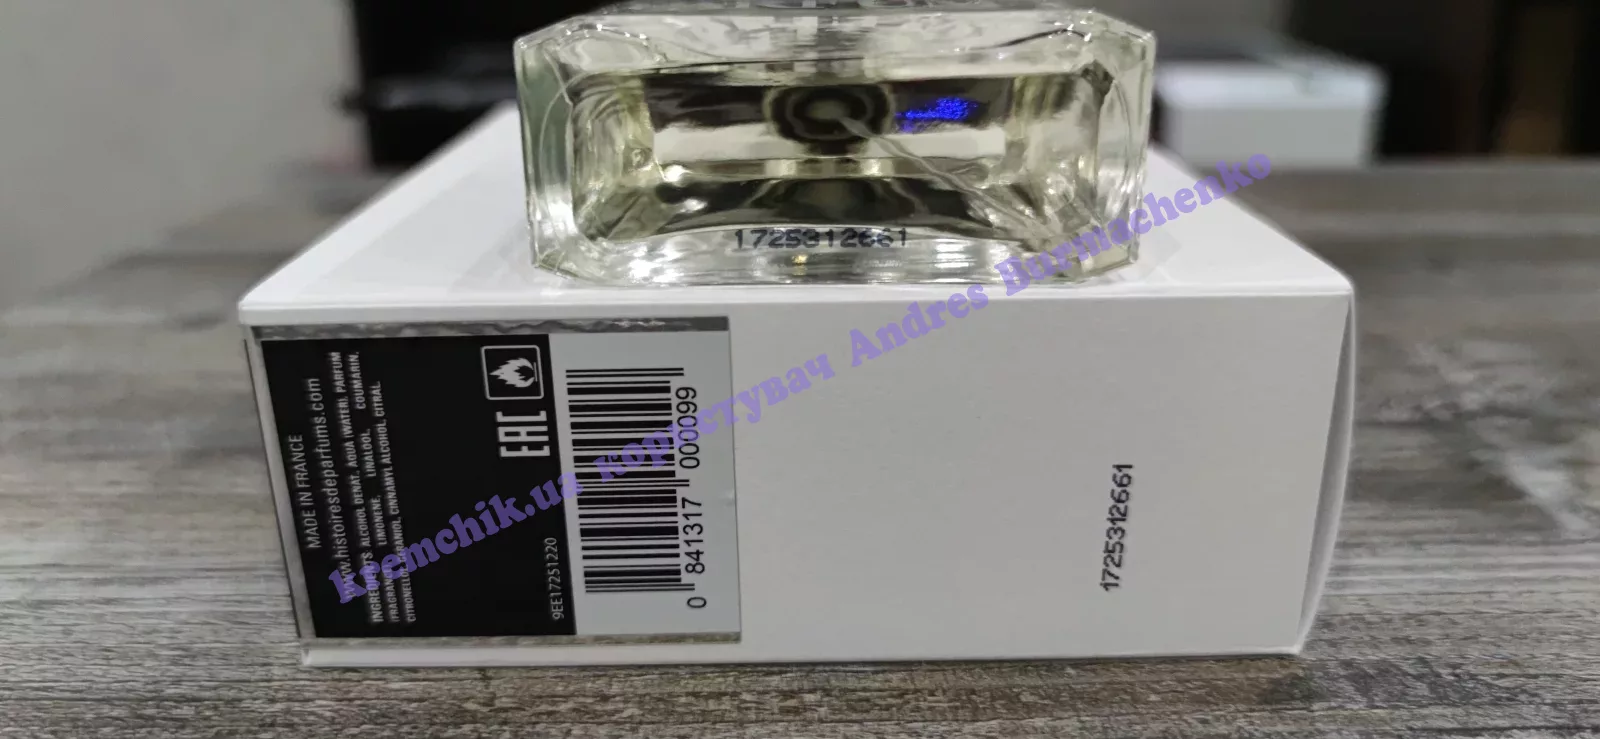 1725312661
MADE IN FRANCE
www.histoiresdeparfums.com
INGREDIENTS ALCOHOL DENAT, AQUA (WATER), PARFUM
(FRAGRANCE), LIMONENE, LINALOOL, COUMARIN,
CITRONELLOL, GERANIOL, CINNAMYL ALCOHOL, CITRAL
EAC
9EE17251220
0 841317 000099
1725312661
kremchik.ua користувач Andres Burmachenko